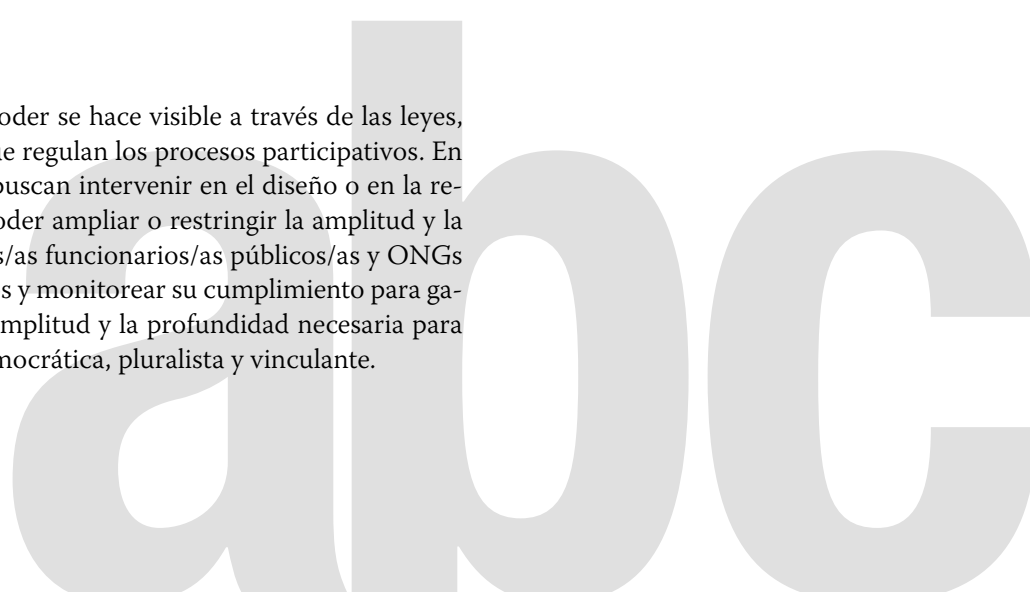 oder se hace visible a través de las leyes,
ue regulan los procesos participativos. En
buscan intervenir en el diseño o en la re-
oder ampliar o restringir la amplitud y la
s/as funcionarios/as públicos/as y ONGs
s y monitorear su cumplimiento para ga-
mplitud y la profundidad necesaria para
mocrática, pluralista y vinculante.
abc